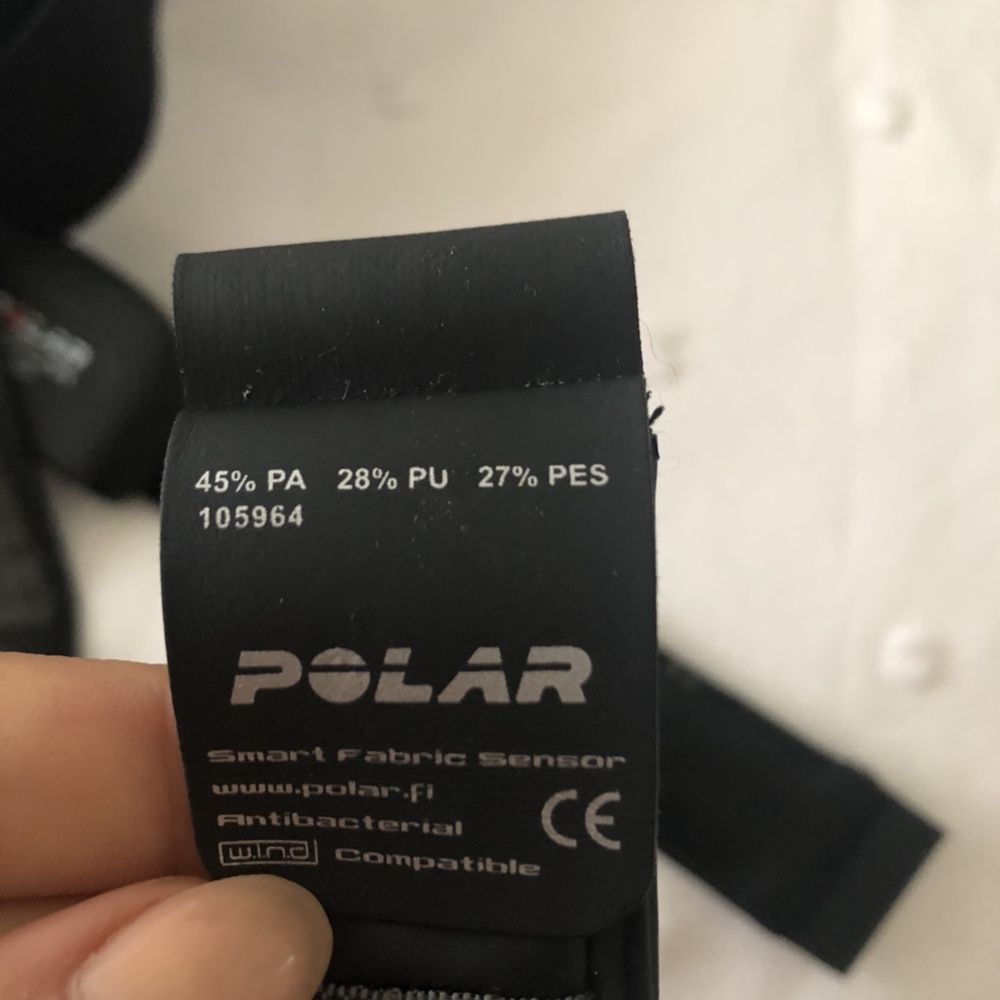 45% PA 28% PU 27% PES
105964
POLAR
Smart Fabric Sensor
www.polar.fi
Antibacterial CE
w.i.n.d Compatible